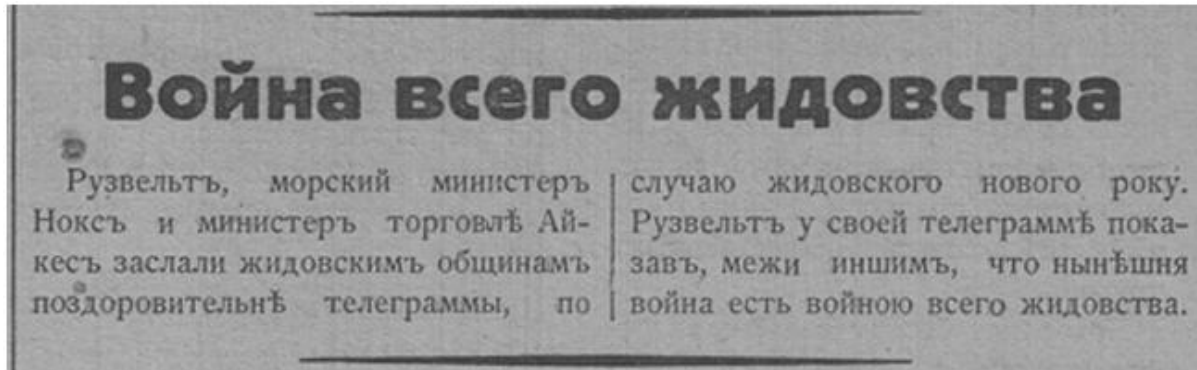 Война всего жидовства
Рузвельтъ, морский министеръ
Ноксъ и министеръ торговлѣ Ай-
кесъ заслали жидовскимъ общинамъ
поздоровительнѣ телеграммы, по
случаю жидовского нового року.
Рузвельтъ у своей телеграммѣ пока-
завъ, межи иншимъ, что нынѣшня
война есть войною всего жидовства.